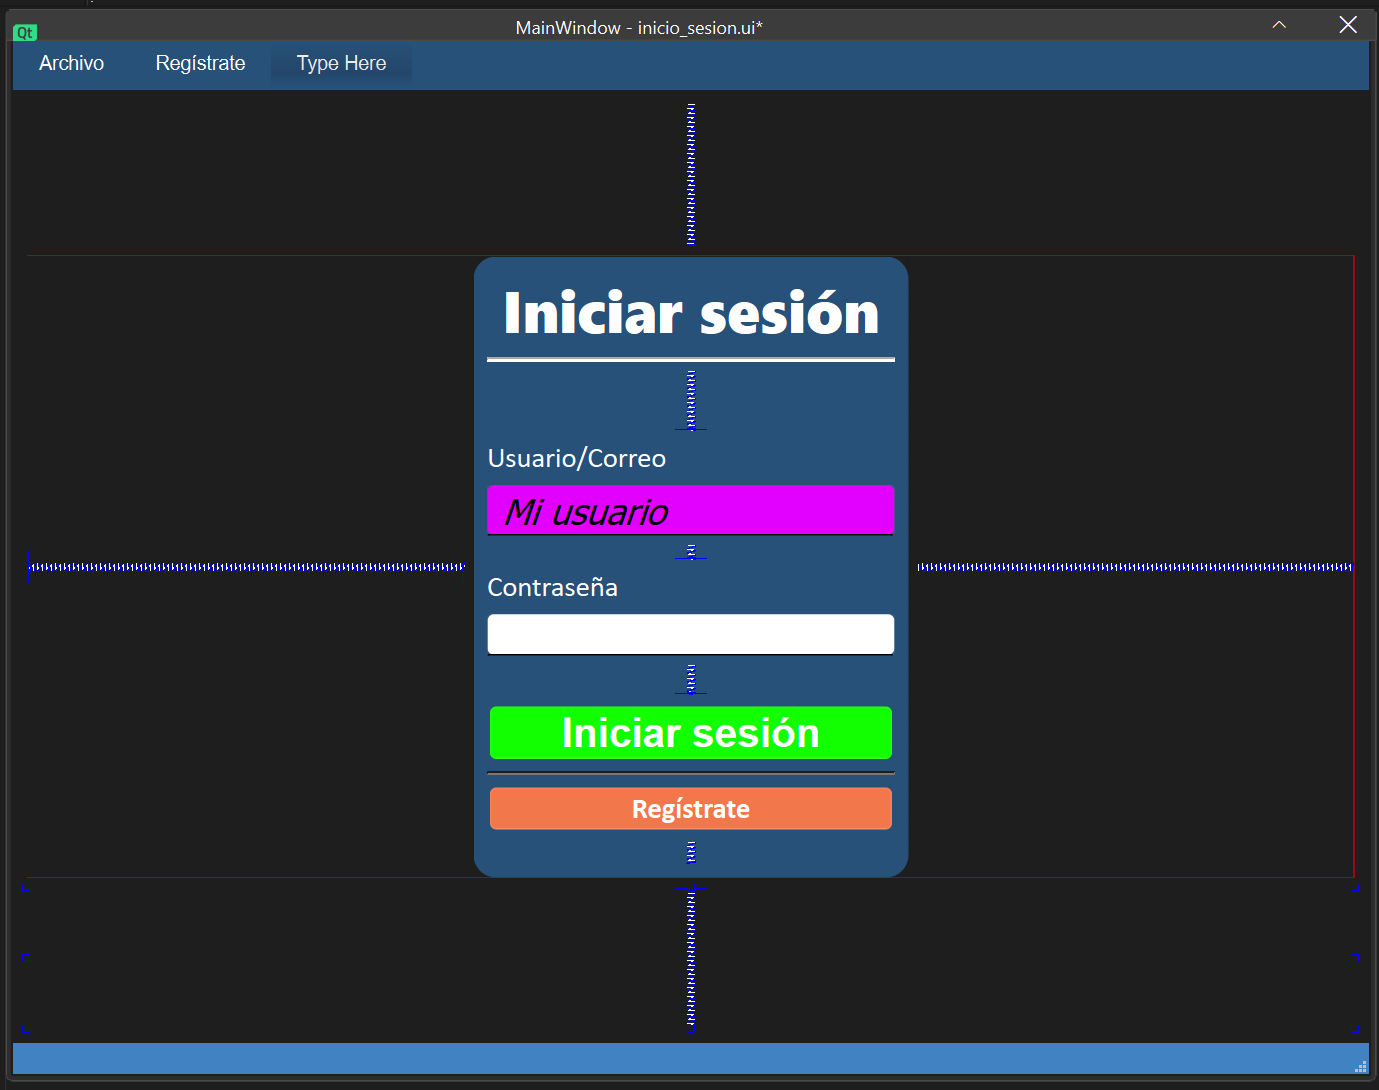 Qt
MainWindow - inicio_sesion.ui*
Archivo
Regístrate
Type Here
Iniciar sesión
Usuario/Correo
Mi usuario
Contraseña
Iniciar sesión
Regístrate